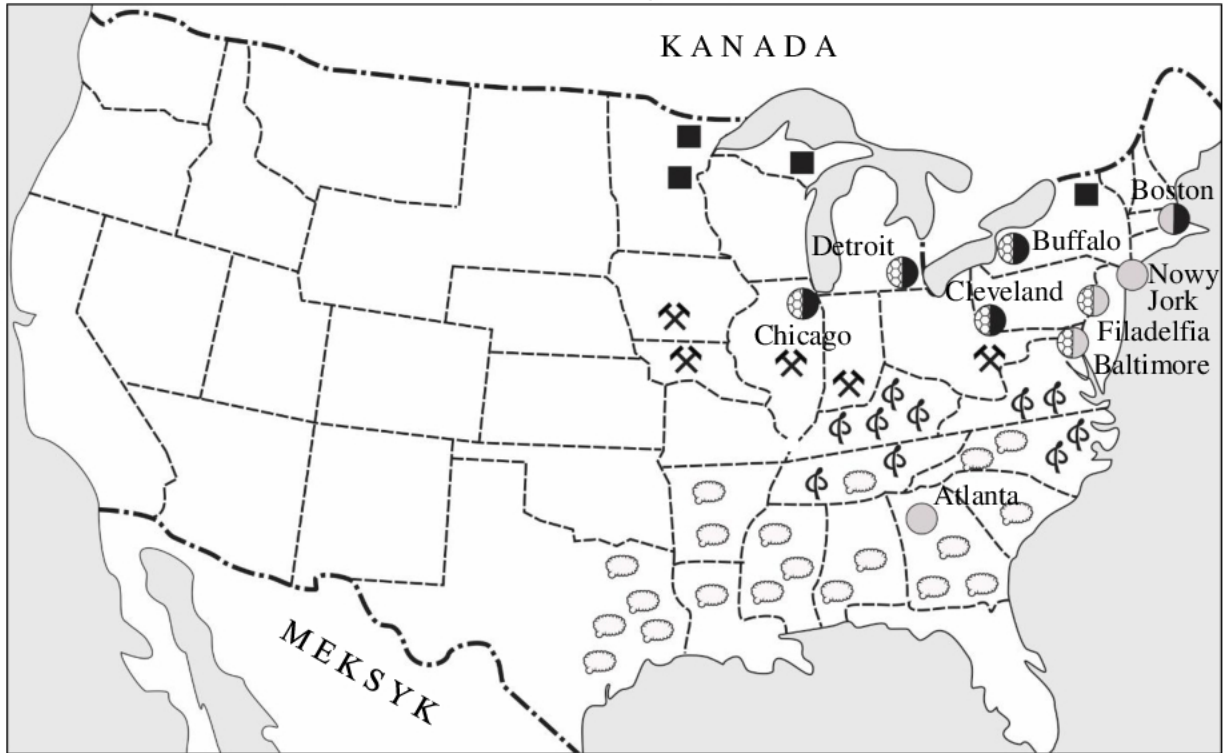 KANADA
Boston
Detroit
Buffalo
Nowy
Jork
Cleveland
Chicago
Filadelfia
Baltimore
Atlanta
MEKSYK